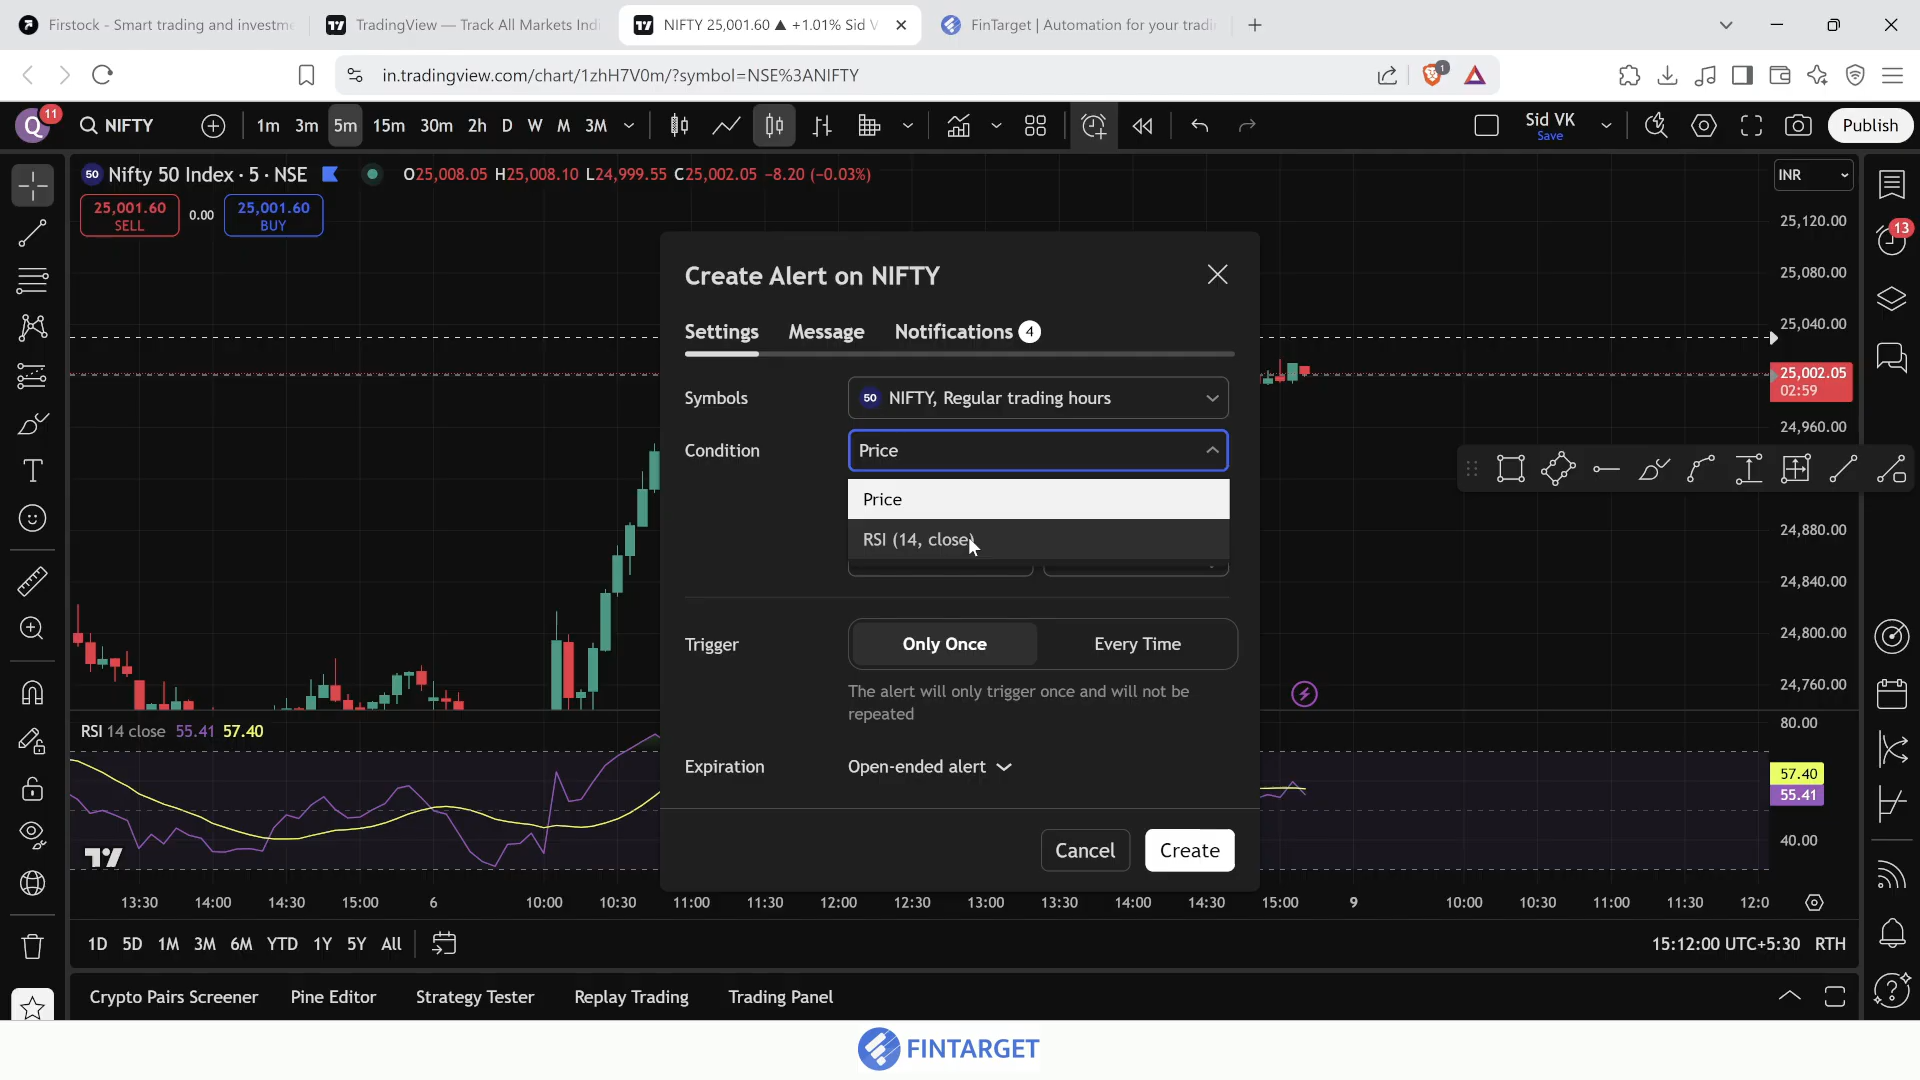 Firstock - Smart trading and investme
TradingView — Track All Markets Indi
NIFTY 25,001.60 ▲ +1.01% Sid V
FinTarget | Automation for your tradin
in.tradingview.com/chart/1zhH7V0m/?symbol=NSE%3ANIFTY
1
Q 11 NIFTY 1m 3m 5m 15m 30m 2h D W M 3M
Sid VK
Save
Publish
50 Nifty 50 Index · 5 · NSE O25,008.05 H25,008.10 L24,999.55 C25,002.05 −8.20 (−0.03%)
INR
25,001.60
SELL
0.00
25,001.60
BUY
25,120.00
13
25,080.00
25,040.00
25,002.05
02:59
24,960.00
24,880.00
24,840.00
24,800.00
24,760.00
Create Alert on NIFTY
Settings Message Notifications 4
Symbols 50 NIFTY, Regular trading hours
Condition Price
Price
RSI (14, close)
Trigger Only Once Every Time
The alert will only trigger once and will not be
repeated
Expiration Open-ended alert
Cancel Create
RSI 14 close 55.41 57.40
80.00
57.40
55.41
40.00
13:30 14:00 14:30 15:00 6 10:00 10:30 11:00 11:30 12:00 12:30 13:00 13:30 14:00 14:30 15:00 9 10:00 10:30 11:00 11:30 12:0
1D 5D 1M 3M 6M YTD 1Y 5Y All
15:12:00 UTC+5:30 RTH
Crypto Pairs Screener Pine Editor Strategy Tester Replay Trading Trading Panel
FINTARGET